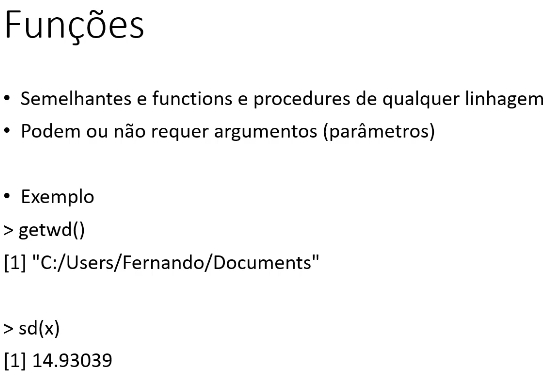 Funções
• Semelhantes e functions e procedures de qualquer linhagem
• Podem ou não requer argumentos (parâmetros)
• Exemplo
> getwd()
[1] "C:/Users/Fernando/Documents"
> sd(x)
[1] 14.93039